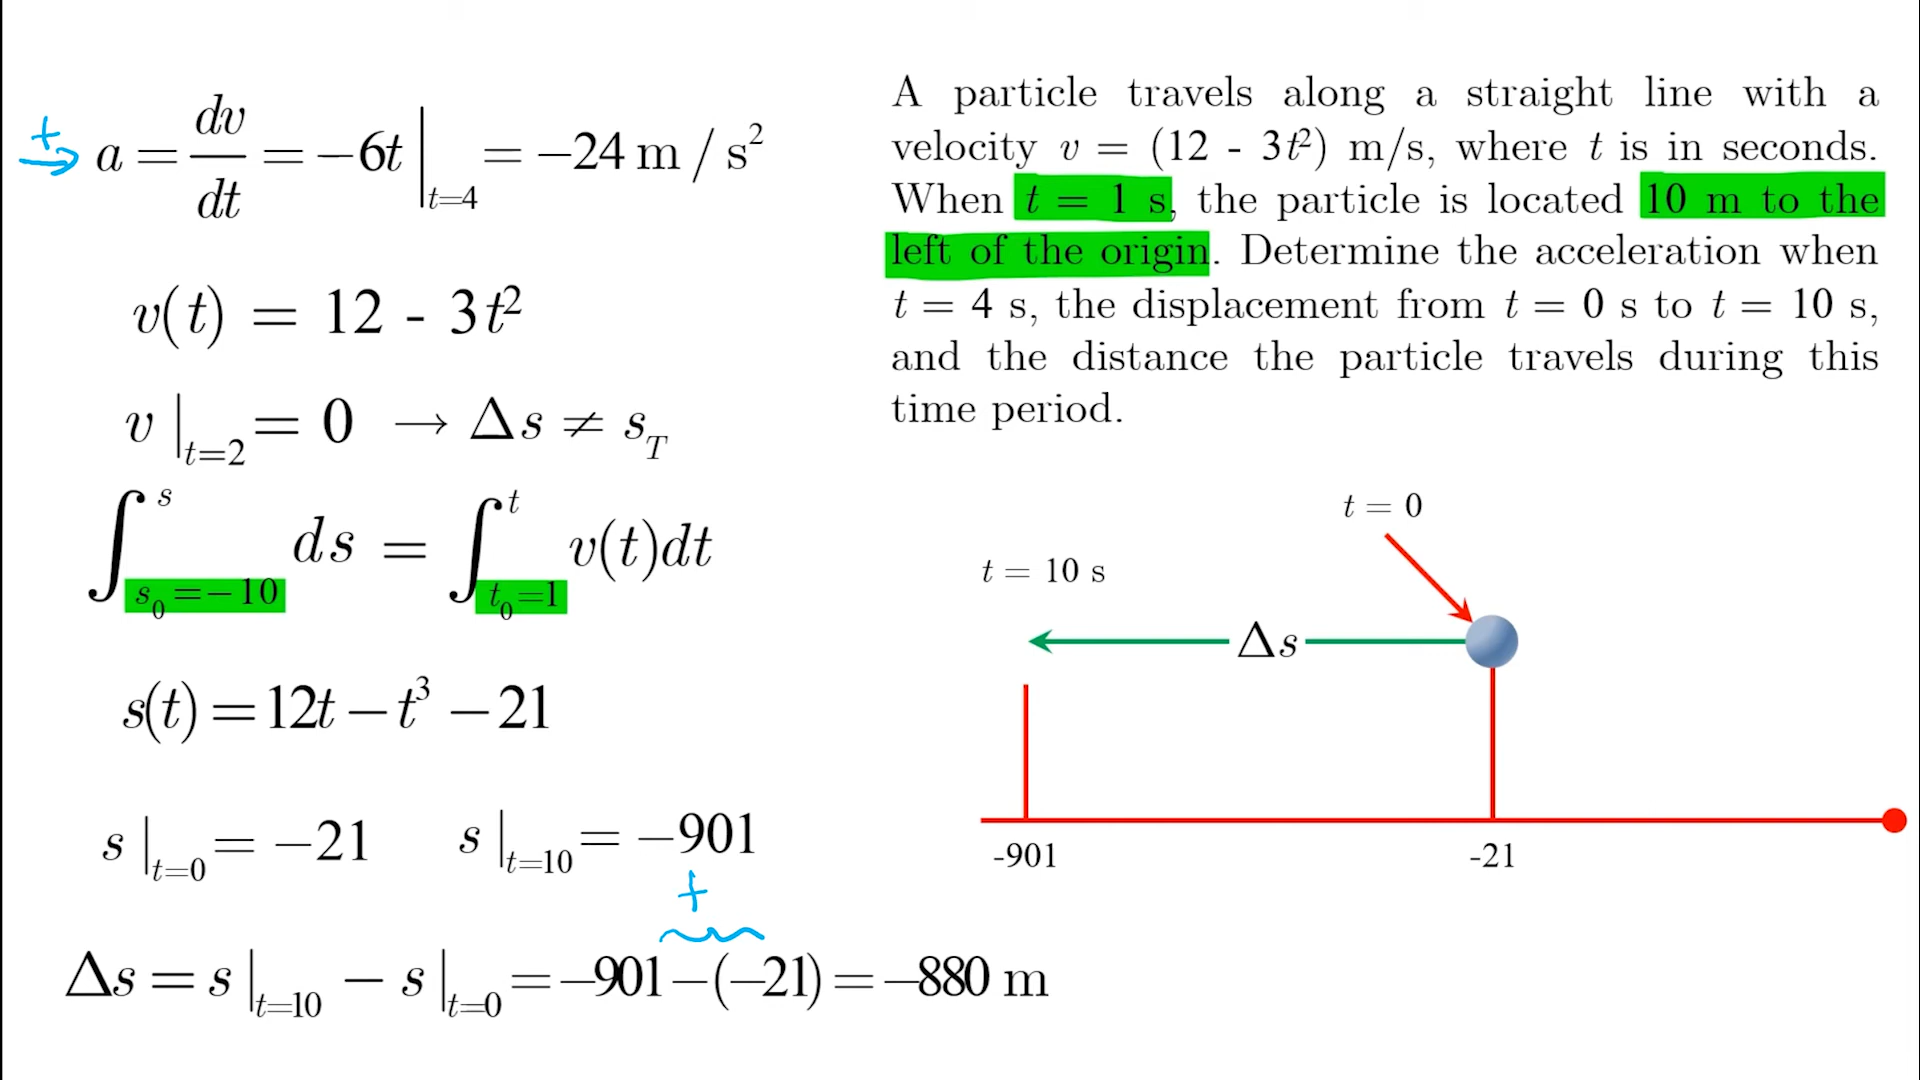 +
a = dv/dt = −6t |t=4 = −24 m / s²
v(t) = 12 - 3t²
v |t=2 = 0 → Δs ≠ sT
∫ s s₀=−10 ds = ∫ t t₀=1 v(t)dt
s(t) = 12t − t³ − 21
s |t=0 = −21 s |t=10 = −901
+
Δs = s |t=10 − s |t=0 = −901 − (−21) = −880 m
A particle travels along a straight line with a
velocity v = (12 - 3t²) m/s, where t is in seconds.
When t = 1 s, the particle is located 10 m to the
left of the origin. Determine the acceleration when
t = 4 s, the displacement from t = 0 s to t = 10 s,
and the distance the particle travels during this
time period.
t = 0
t = 10 s
Δs
-901 -21